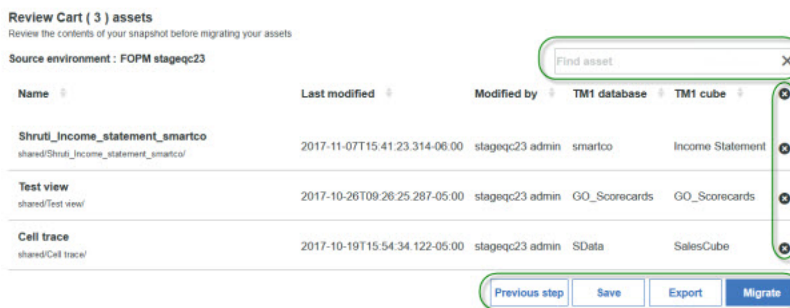 Review Cart ( 3 ) assets
Review the contents of your snapshot before migrating your assets
Source environment : FOPM stageqc23
Find asset
Name Last modified Modified by TM1 database TM1 cube
Shruti_Income_statement_smartco
shared/Shruti_Income_statement_smartco/
2017-11-07T15:41:23.314-06:00 stageqc23 admin smartco Income Statement
Test view
shared/Test view/
2017-10-26T09:26:25.287-05:00 stageqc23 admin GO_Scorecards GO_Scorecards
Cell trace
shared/Cell trace/
2017-10-19T15:54:34.122-05:00 stageqc23 admin SData SalesCube
Previous step Save Export Migrate